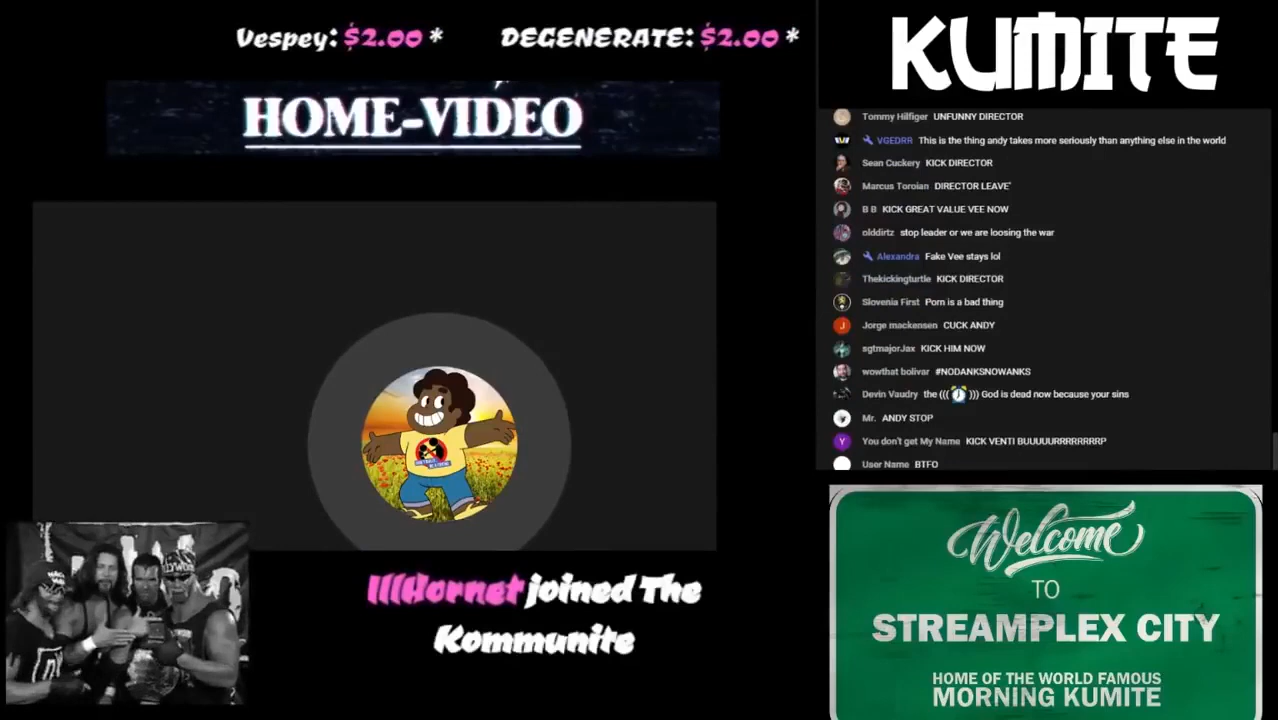 Vespey: $2.00 * DEGENERATE: $2.00 *
HOME-VIDEO
IllHornet joined The
Kommunite
KUMITE
Tommy Hilfiger UNFUNNY DIRECTOR
VGEDRR This is the thing andy takes more seriously than anything else in the world
Sean Cuckery KICK DIRECTOR
Marcus Toroian DIRECTOR LEAVE'
B B KICK GREAT VALUE VEE NOW
olddirtz stop leader or we are loosing the war
Alexandra Fake Vee stays lol
Thekickingturtle KICK DIRECTOR
Slovenia First Porn is a bad thing
Jorge mackensen CUCK ANDY
sgtmajorJax KICK HIM NOW
wowthat bolivar #NODANKSNOWANKS
Devin Vaudry the ((( ⏰ ))) God is dead now because your sins
Mr. ANDY STOP
You don't get My Name KICK VENTI BUUUUURRRRRRRRP
User Name BTFO
Welcome
TO
STREAMPLEX CITY
HOME OF THE WORLD FAMOUS
MORNING KUMITE